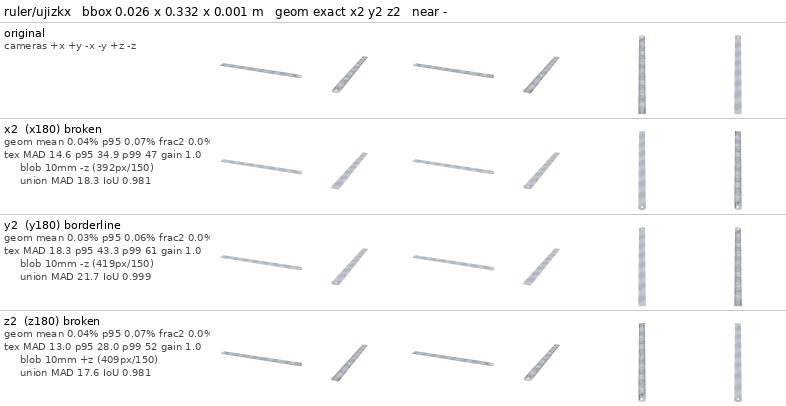 ruler/ujizkx   bbox 0.026 x 0.332 x 0.001 m   geom exact x2 y2 z2   near -
original
cameras +x +y -x -y +z -z
x2  (x180) broken
geom mean 0.04% p95 0.07% frac2 0.0%
tex MAD 14.6 p95 34.9 p99 47 gain 1.0
blob 10mm -z (392px/150)
union MAD 18.3 IoU 0.981
y2  (y180) borderline
geom mean 0.03% p95 0.06% frac2 0.0%
tex MAD 18.3 p95 43.3 p99 61 gain 1.0
blob 10mm -z (419px/150)
union MAD 21.7 IoU 0.999
z2  (z180) broken
geom mean 0.04% p95 0.07% frac2 0.0%
tex MAD 13.0 p95 28.0 p99 52 gain 1.0
blob 10mm +z (409px/150)
union MAD 17.6 IoU 0.981